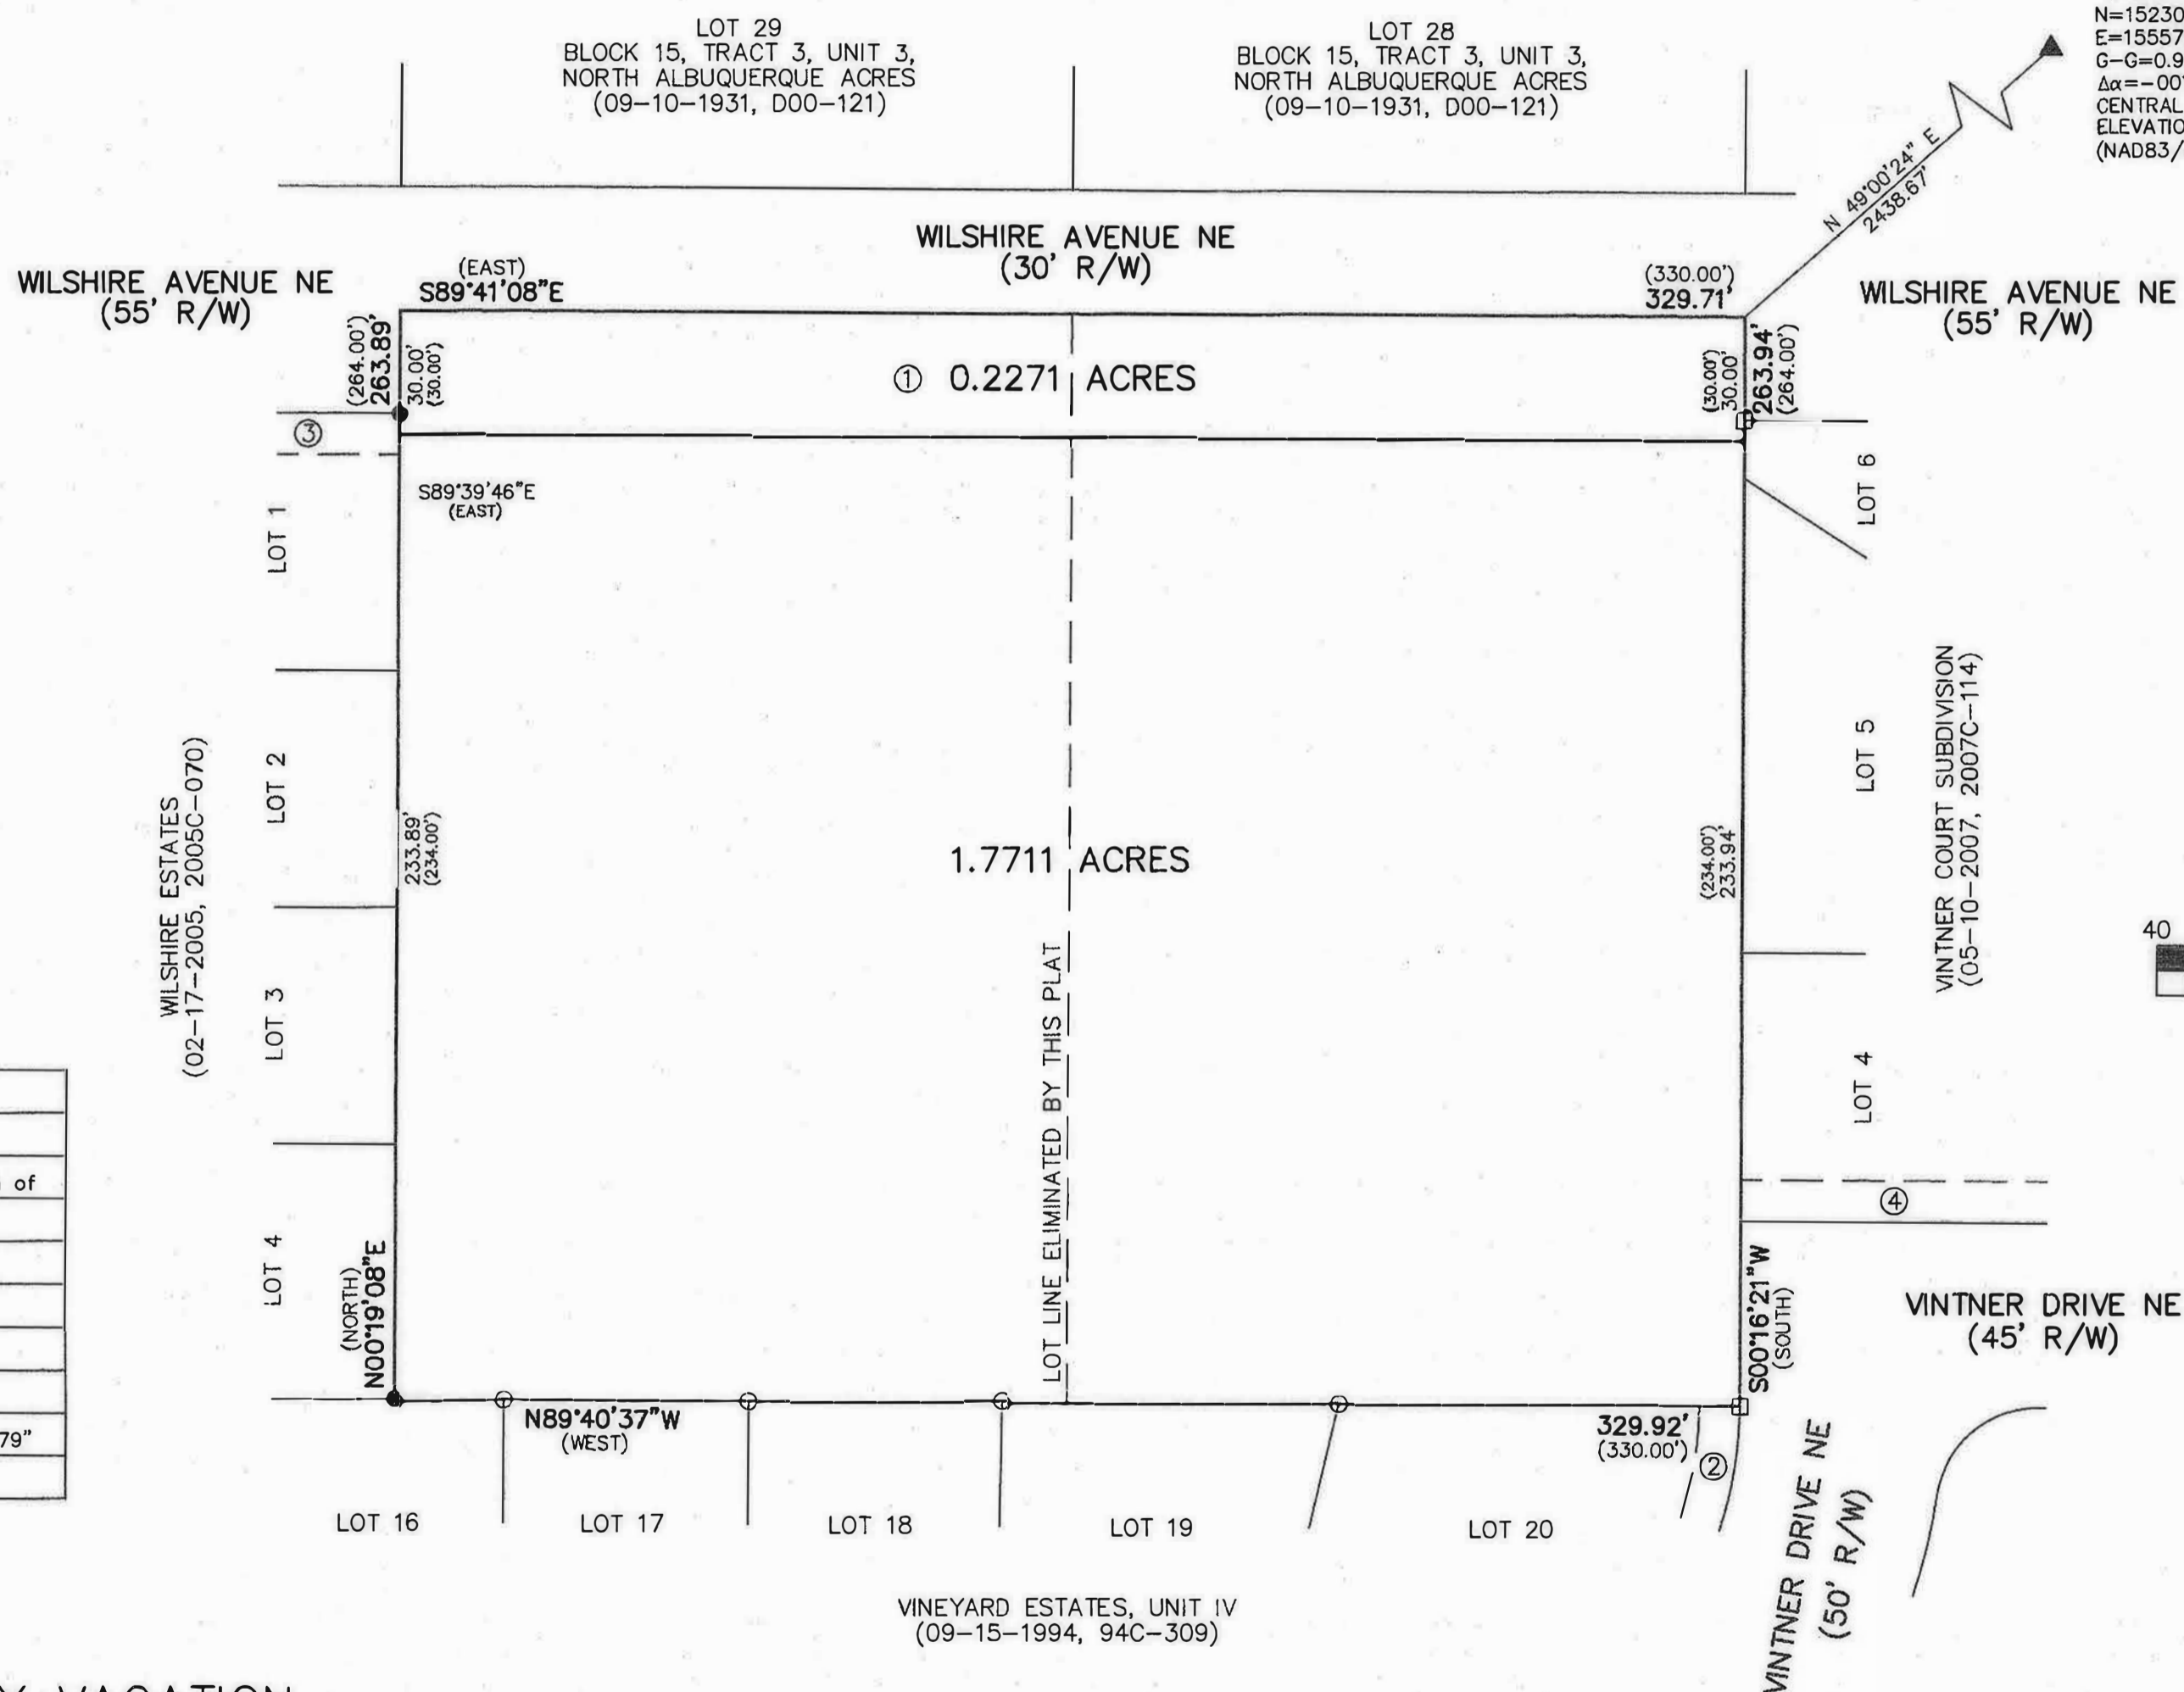 LOT 29
BLOCK 15, TRACT 3, UNIT 3,
NORTH ALBUQUERQUE ACRES
(09-10-1931, D00-121)
LOT 28
BLOCK 15, TRACT 3, UNIT 3,
NORTH ALBUQUERQUE ACRES
(09-10-1931, D00-121)
N=15230
E=15557
G-G=0.9
Δα=-00°
CENTRAL
ELEVATIO
(NAD83/
N 49°00'24" E
2438.67'
WILSHIRE AVENUE NE
(30' R/W)
WILSHIRE AVENUE NE
(55' R/W)
(EAST)
S89°41'08"E
(330.00')
329.71'
WILSHIRE AVENUE NE
(55' R/W)
(264.00')
263.89'
30.00'
(30.00')
① 0.2271 ACRES
(30.00')
30.00'
263.94'
(264.00')
③
S89°39'46"E
(EAST)
LOT 1
LOT 6
LOT 2
LOT 5
WILSHIRE ESTATES
(02-17-2005, 2005C-070)
VINTNER COURT SUBDIVISION
(05-10-2007, 2007C-114)
233.89'
(234.00')
1.7711 ACRES
(234.00')
233.94'
40
LOT 3
LOT 4
LOT LINE ELIMINATED BY THIS PLAT
of
④
LOT 4
(NORTH)
N00°19'08"E
S00°16'21"W
(SOUTH)
VINTNER DRIVE NE
(45' R/W)
N89°40'37"W
(WEST)
329.92'
(330.00')
②
79"
VINTNER DRIVE NE
(50' R/W)
LOT 16
LOT 17
LOT 18
LOT 19
LOT 20
VINEYARD ESTATES, UNIT IV
(09-15-1994, 94C-309)
VACATION